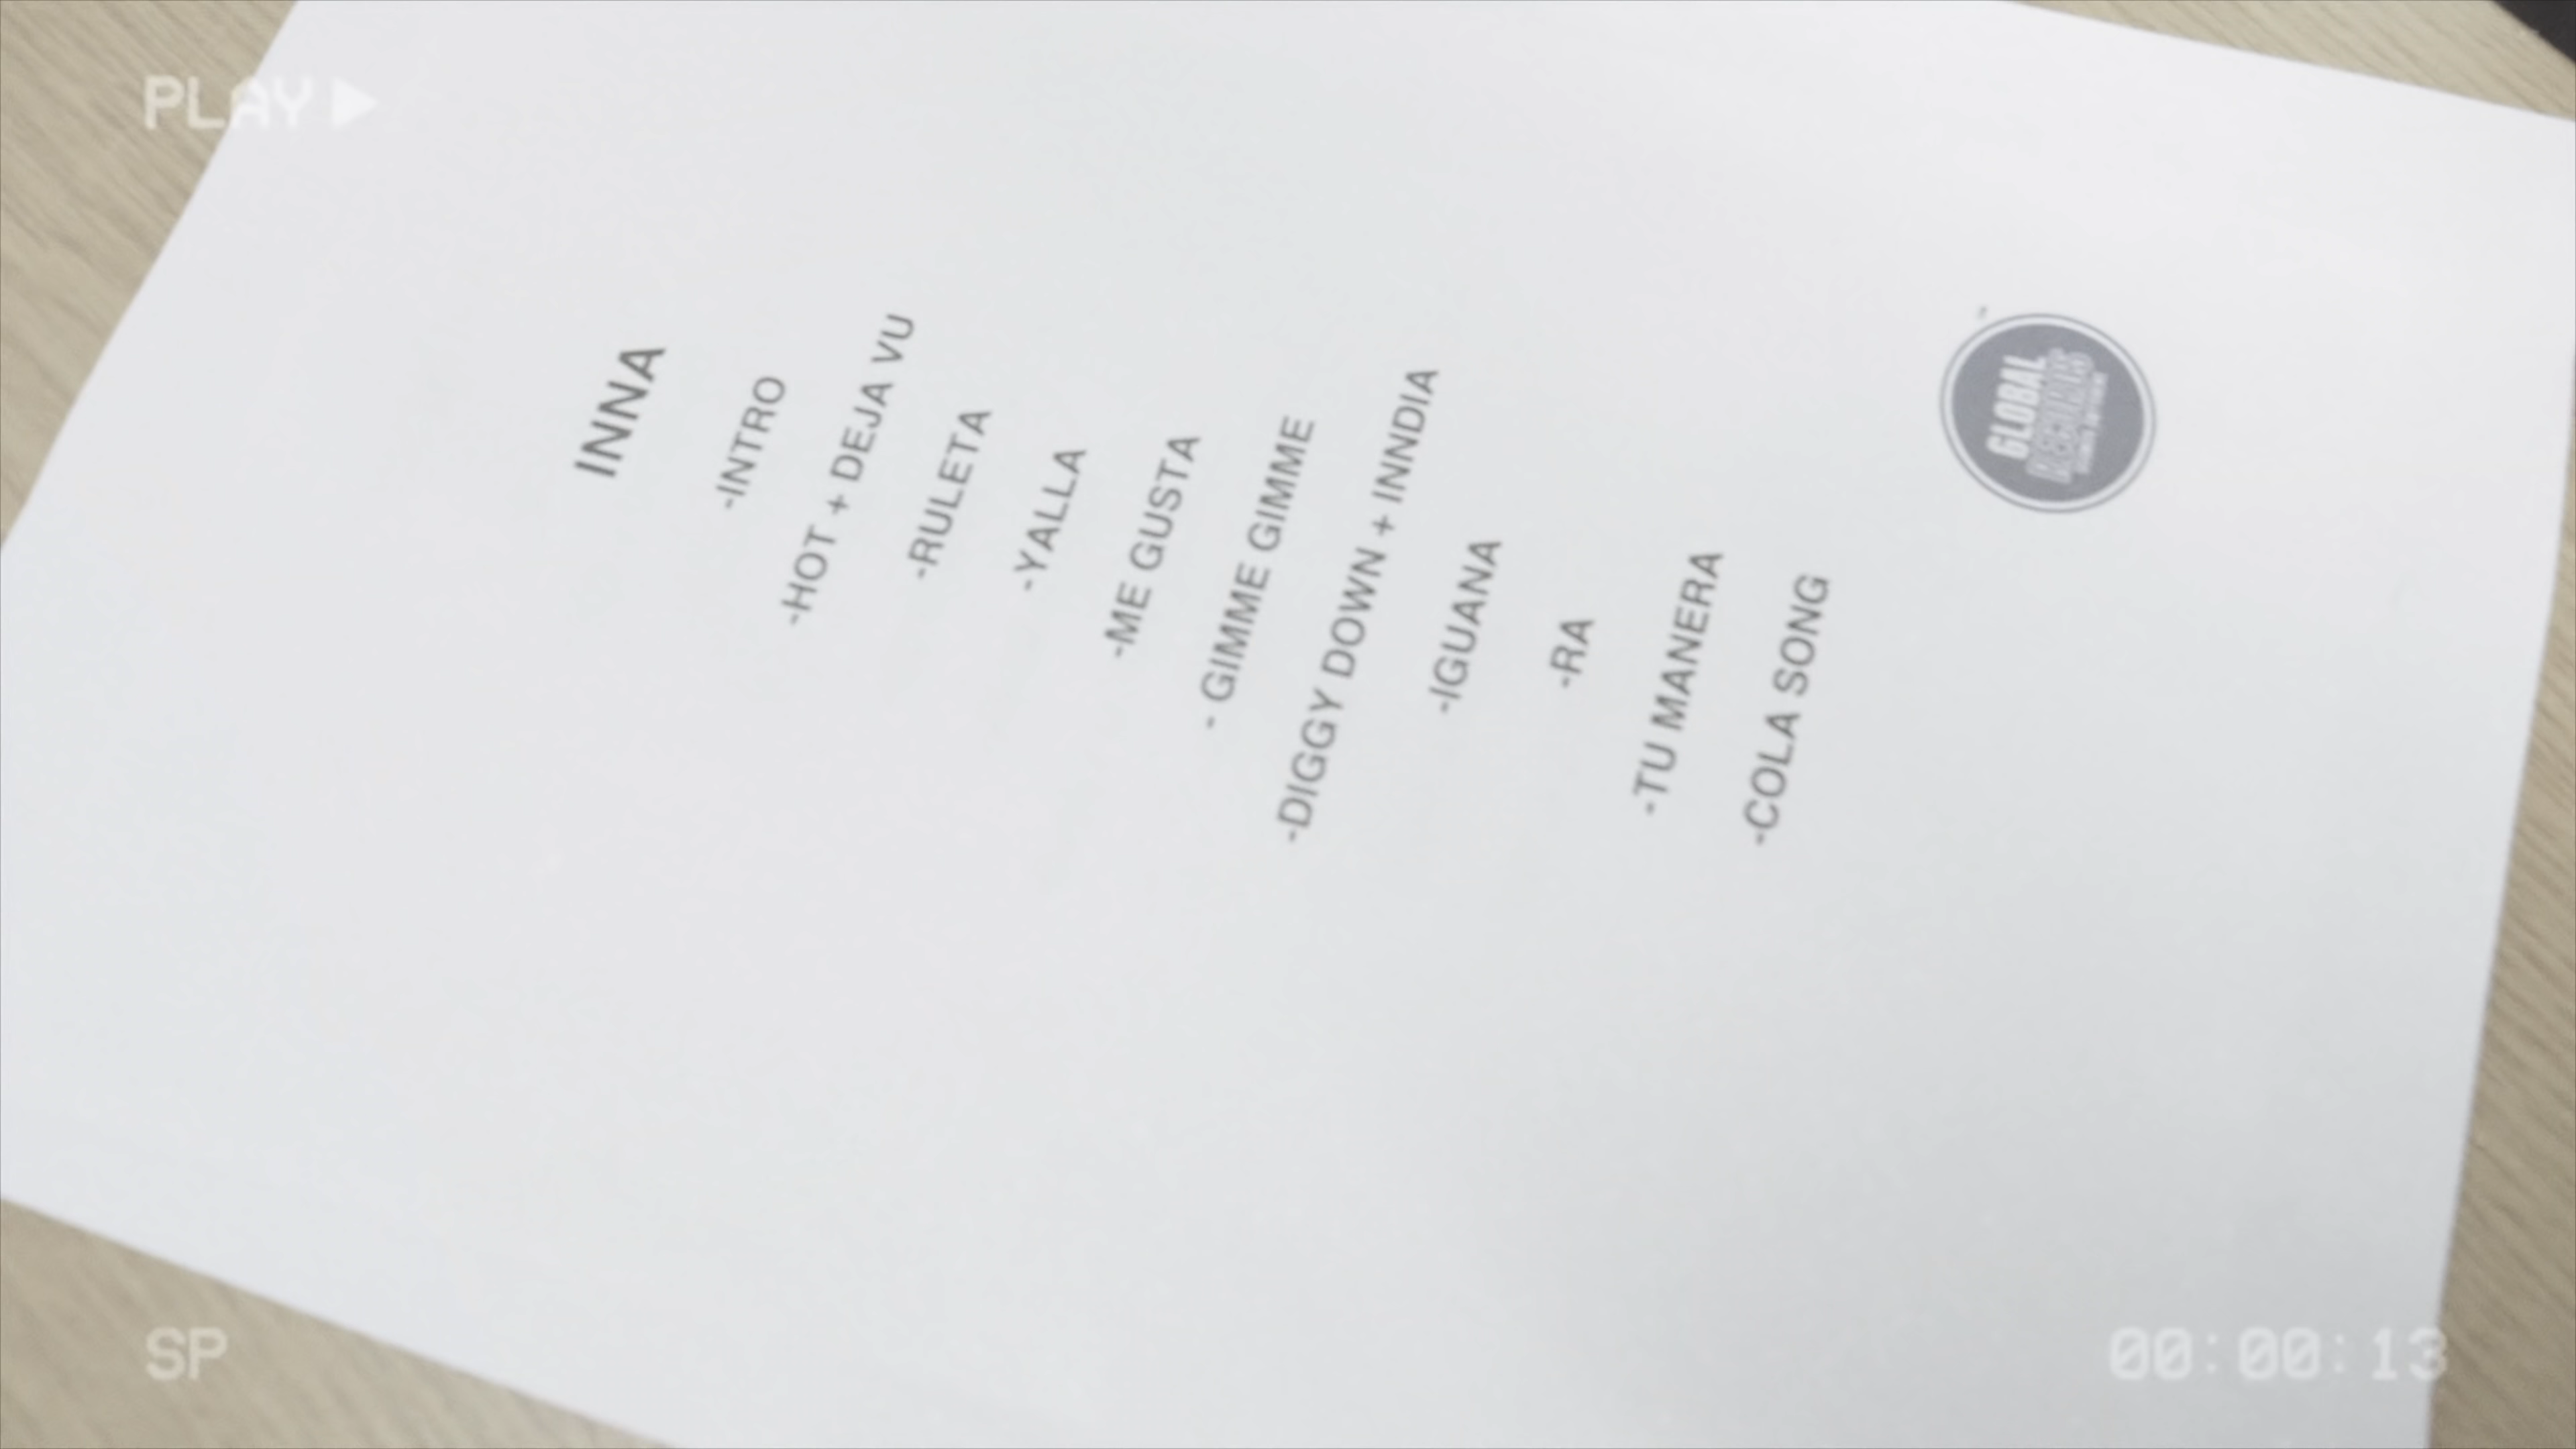 PLAY
INNA
-INTRO
-HOT + DEJA VU
-RULETA
-YALLA
-ME GUSTA
- GIMME GIMME
-DIGGY DOWN + INNDIA
-IGUANA
-RA
-TU MANERA
-COLA SONG
GLOBAL
RECORDS
SP
00:00:13